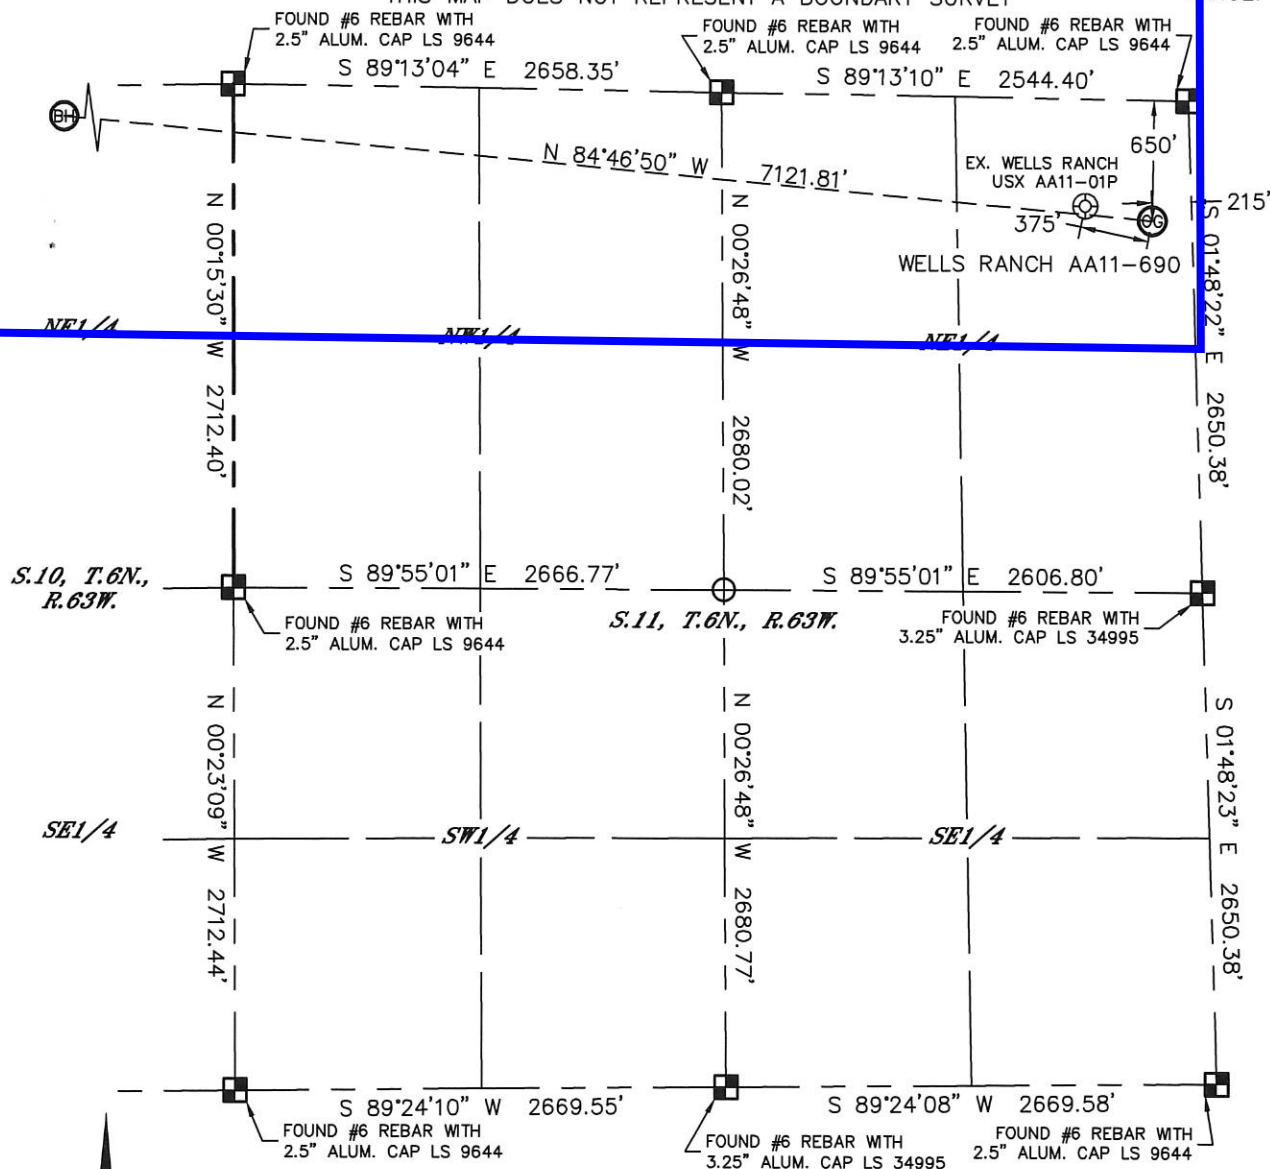 THIS MAP DOES NOT REPRESENT A BOUNDARY SURVEY
FOUND #6 REBAR WITH
2.5" ALUM. CAP LS 9644
FOUND #6 REBAR WITH
2.5" ALUM. CAP LS 9644
FOUND #6 REBAR WITH
2.5" ALUM. CAP LS 9644
S 89°13'04" E 2658.35'
S 89°13'10" E 2544.40'
BH
N 84°46'50" W 7121.81'
650'
EX. WELLS RANCH
USX AA11-01P
215'
375'
OG
WELLS RANCH AA11-690
N 00°15'30" W 2712.40'
N 00°26'48" W 2680.02'
S 01°48'22" E 2650.38'
NE1/4
NW1/4
NE1/4
S.10, T.6N.,
R.63W.
S 89°55'01" E 2666.77'
S 89°55'01" E 2606.80'
S.11, T.6N., R.63W.
FOUND #6 REBAR WITH
2.5" ALUM. CAP LS 9644
FOUND #6 REBAR WITH
3.25" ALUM. CAP LS 34995
N 00°23'09" W 2712.44'
N 00°26'48" W 2680.77'
S 01°48'23" E 2650.38'
SE1/4
SW1/4
SE1/4
S 89°24'10" W 2669.55'
S 89°24'08" W 2669.58'
FOUND #6 REBAR WITH
2.5" ALUM. CAP LS 9644
FOUND #6 REBAR WITH
3.25" ALUM. CAP LS 34995
FOUND #6 REBAR WITH
2.5" ALUM. CAP LS 9644